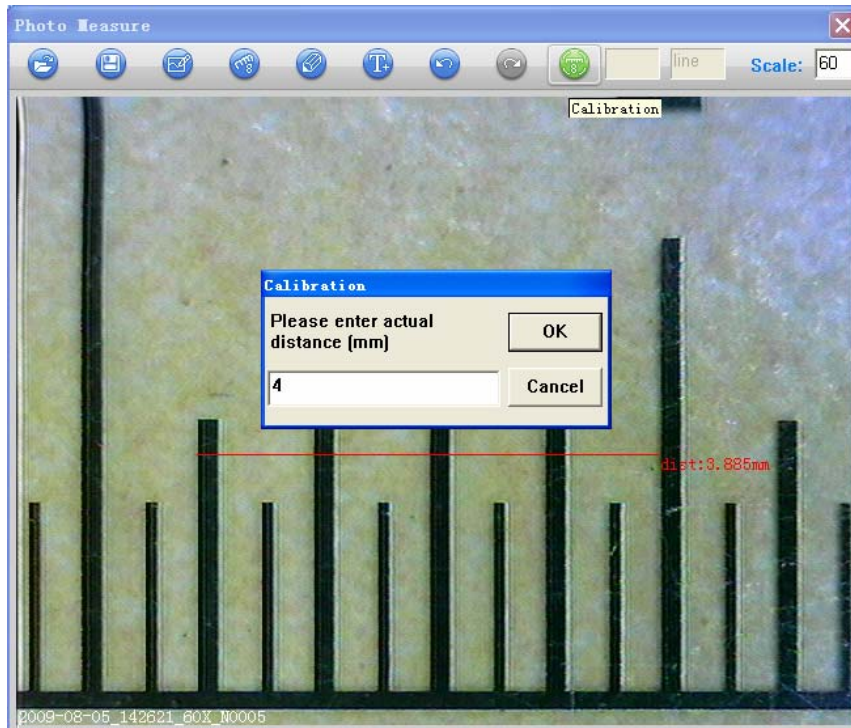 Photo Measure
line
Scale: 60
Calibration
Calibration
Please enter actual
distance (mm)
OK
4
Cancel
dist:3.885mm
2009-08-05_142621_60X_N0005